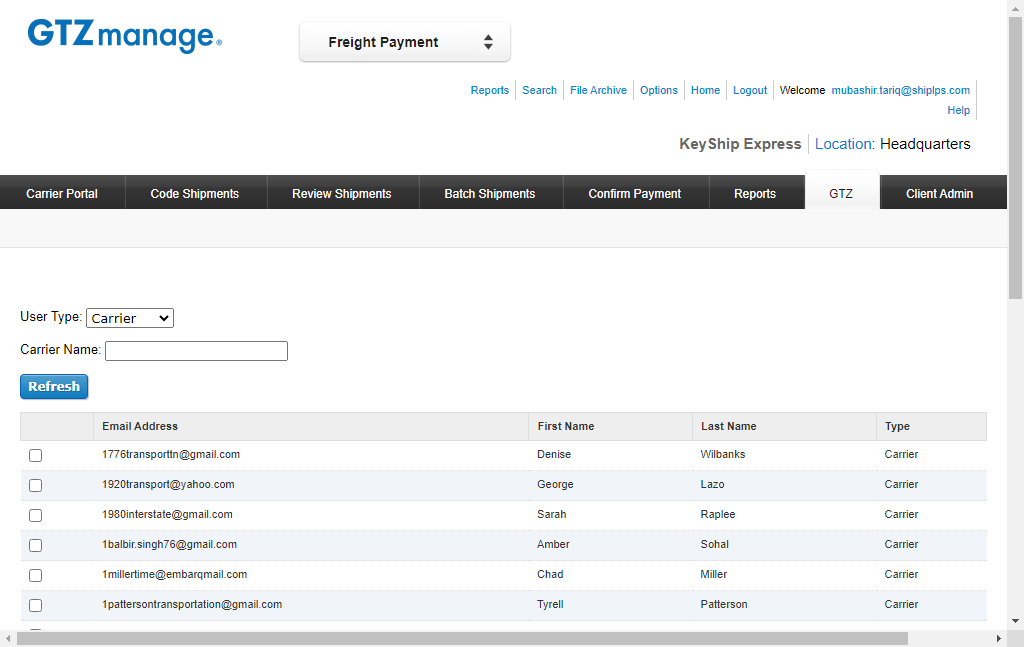 GTZmanage®
Freight Payment
Reports Search File Archive Options Home Logout Welcome mubashir.tariq@shiplps.com
Help
KeyShip Express Location: Headquarters
Carrier Portal Code Shipments Review Shipments Batch Shipments Confirm Payment Reports GTZ Client Admin
User Type: Carrier
Carrier Name:
Refresh
Email Address First Name Last Name Type
1776transporttn@gmail.com Denise Wilbanks Carrier
1920transport@yahoo.com George Lazo Carrier
1980interstate@gmail.com Sarah Raplee Carrier
1balbir.singh76@gmail.com Amber Sohal Carrier
1millertime@embarqmail.com Chad Miller Carrier
1pattersontransportation@gmail.com Tyrell Patterson Carrier